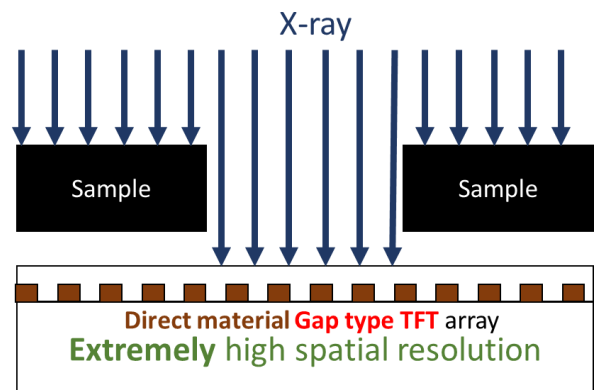 X-ray
Sample
Sample
Direct material Gap type TFT array
Extremely high spatial resolution